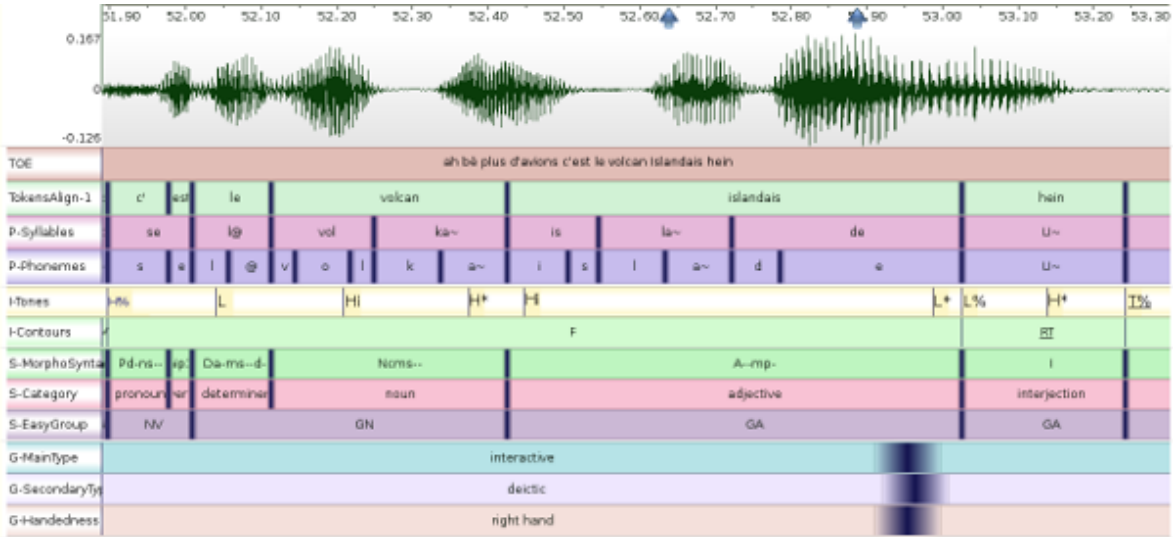 51.90 52.00 52.10 52.20 52.30 52.40 52.50 52.60 52.70 52.80 52.90 53.00 53.10 53.20 53.30
0.167
0
-0.126
TOE ah bè plus d'avions c'est le volcan Islandais hein
TokensAlign-1 c' est le volcan islandais hein
P-Syllables se l@ vol ka~ is la~ de U~
P-Phonemes s e l @ v o l k a~ i s l a~ d e U~
I-Tones H% L Hi H* Hi L* L% H* T%
I-Contours F RT
S-MorphoSynta Pd-ns-- ip: Da-ms--d- Ncms-- A--mp- I
S-Category pronoun ver determiner noun adjective interjection
S-EasyGroup NV GN GA GA
G-MainType interactive
G-SecondaryTyp deictic
G-Handedness right hand